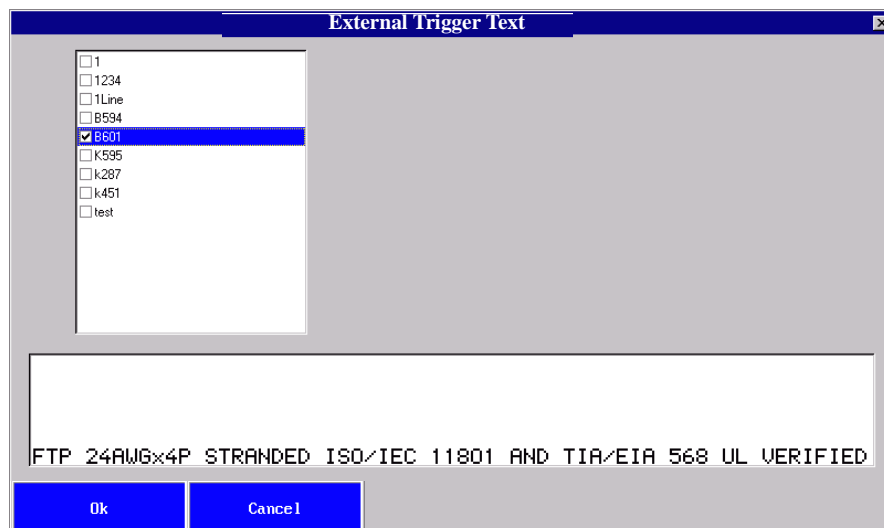 External Trigger Text
1
1234
1Line
B594
B601
K595
k287
k451
test
FTP 24AWGx4P STRANDED ISO/IEC 11801 AND TIA/EIA 568 UL VERIFIED
Ok
Cancel